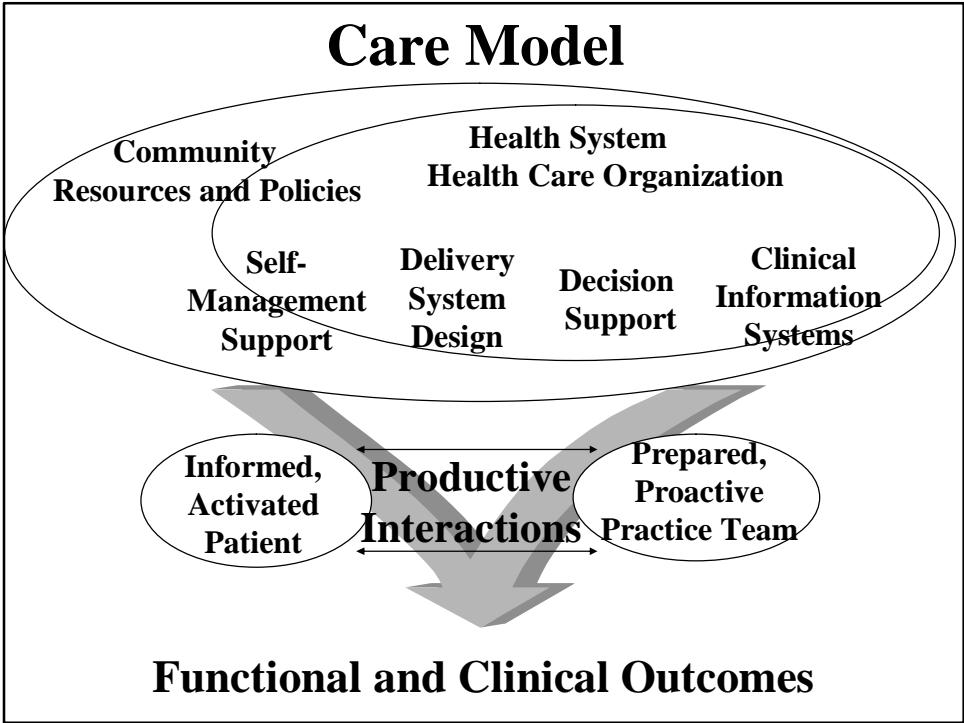 Care Model
Community
Resources and Policies
Health System
Health Care Organization
Self-
Management
Support
Delivery
System
Design
Decision
Support
Clinical
Information
Systems
Informed,
Activated
Patient
Productive
Interactions
Prepared,
Proactive
Practice Team
Functional and Clinical Outcomes